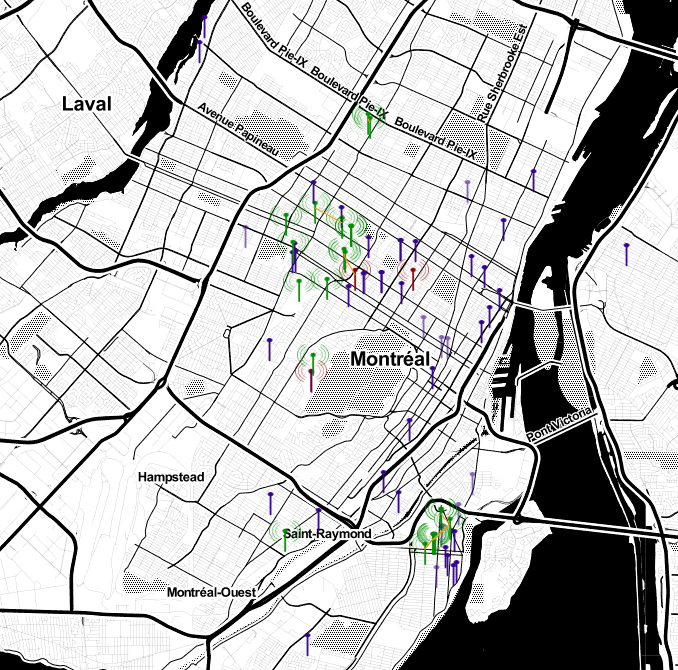 Boulevard Pie-IX
Boulevard Pie-IX
Boulevard Pie-IX
Rue Sherbrooke Est
Laval
Avenue Papineau
Montréal
Pont Victoria
Hampstead
Saint-Raymond
Montréal-Ouest